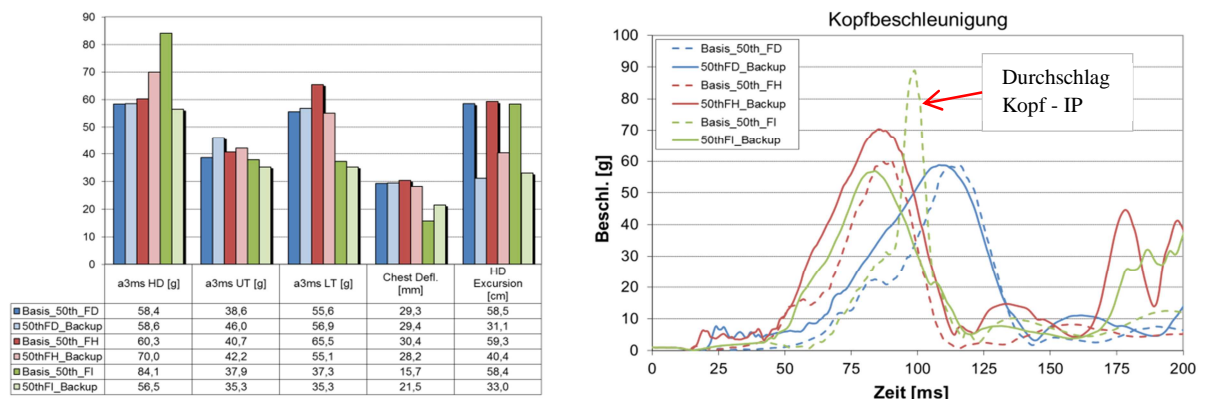 90
80
70
60
50
40
30
20
10
0
a3ms HD [g] a3ms UT [g] a3ms LT [g] Chest Defl. [mm] HD Excursion [cm]
Basis_50th_FD 58,4 38,6 55,6 29,3 58,5
50thFD_Backup 58,6 46,0 56,9 29,4 31,1
Basis_50th_FH 60,3 40,7 65,5 30,4 59,3
50thFH_Backup 70,0 42,2 55,1 28,2 40,4
Basis_50th_FI 84,1 37,9 37,3 15,7 58,4
50thFI_Backup 56,5 35,3 35,3 21,5 33,0
Kopfbeschleunigung
Beschl. [g]
100
90
80
70
60
50
40
30
20
10
0
Basis_50th_FD
50thFD_Backup
Basis_50th_FH
50thFH_Backup
Basis_50th_FI
50thFI_Backup
Durchschlag
Kopf - IP
0 25 50 75 100 125 150 175 200
Zeit [ms]